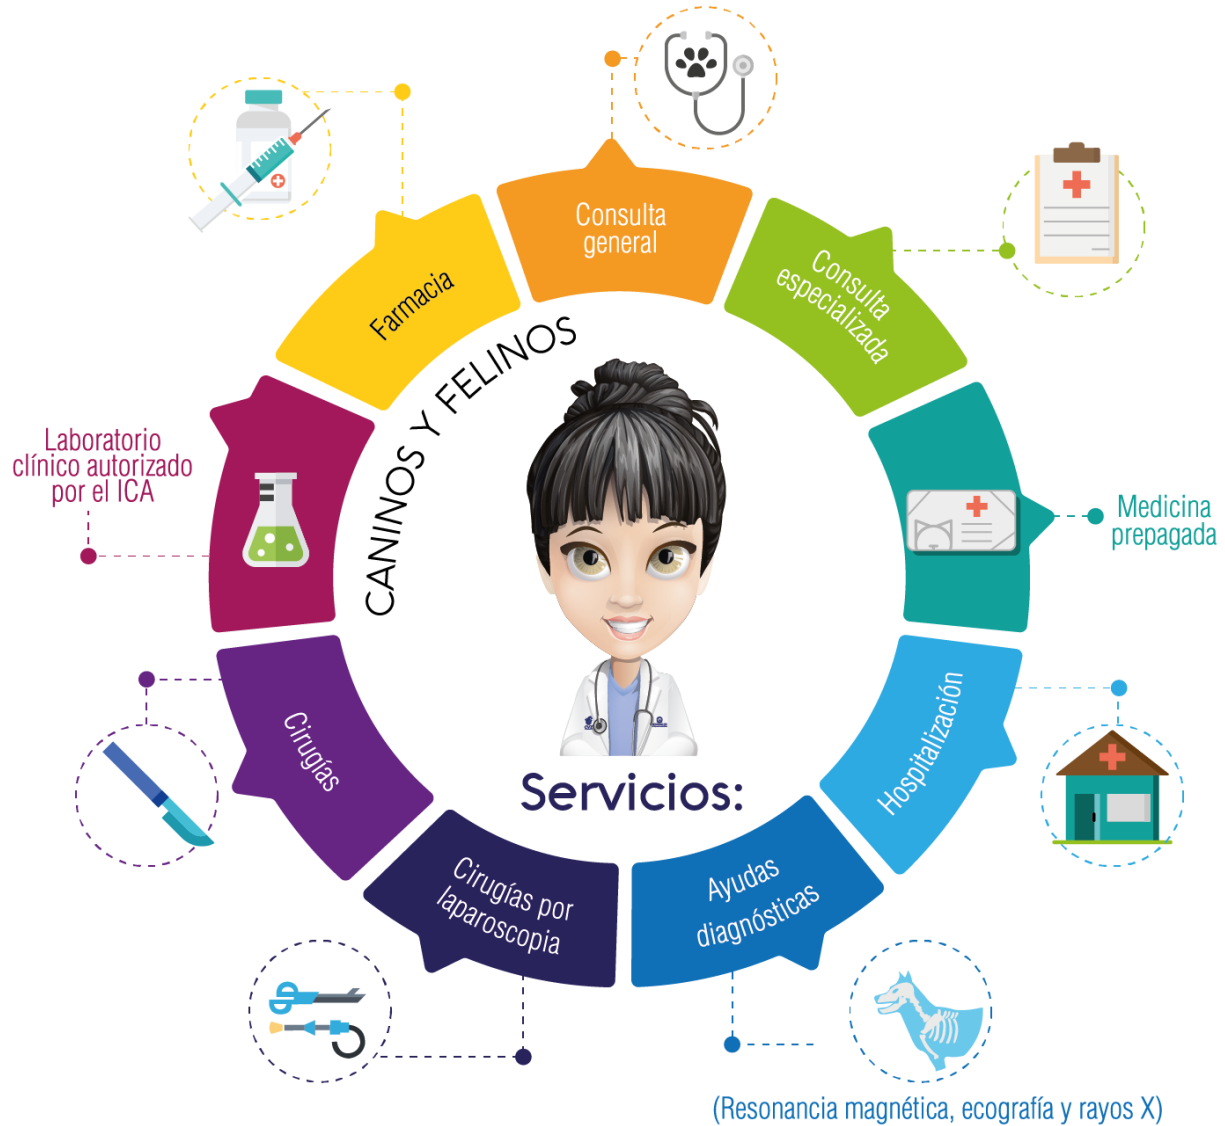 Consulta
general
Consulta
especializada
Medicina
prepagada
Hospitalización
Ayudas
diagnósticas
(Resonancia magnética, ecografía y rayos X)
Cirugías por
laparoscopia
Cirugías
Laboratorio
clínico autorizado
por el ICA
Farmacia
CANINOS Y FELINOS
Servicios: